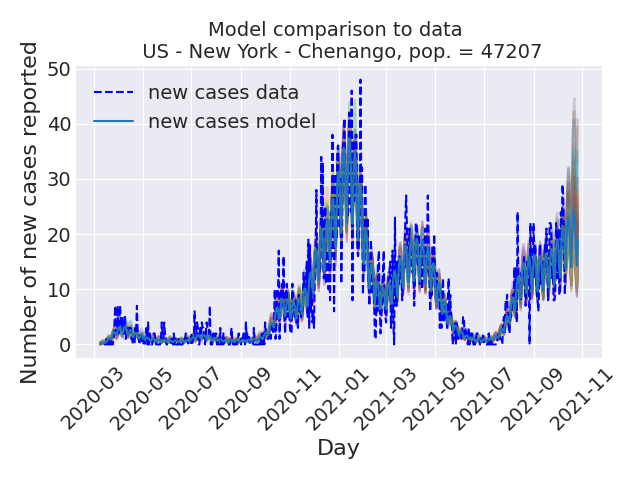 Model comparison to data
US - New York - Chenango, pop. = 47207
Number of new cases reported
50
40
30
20
10
0
new cases data
new cases model
2020-03
2020-05
2020-07
2020-09
2020-11
2021-01
2021-03
2021-05
2021-07
2021-09
2021-11
Day